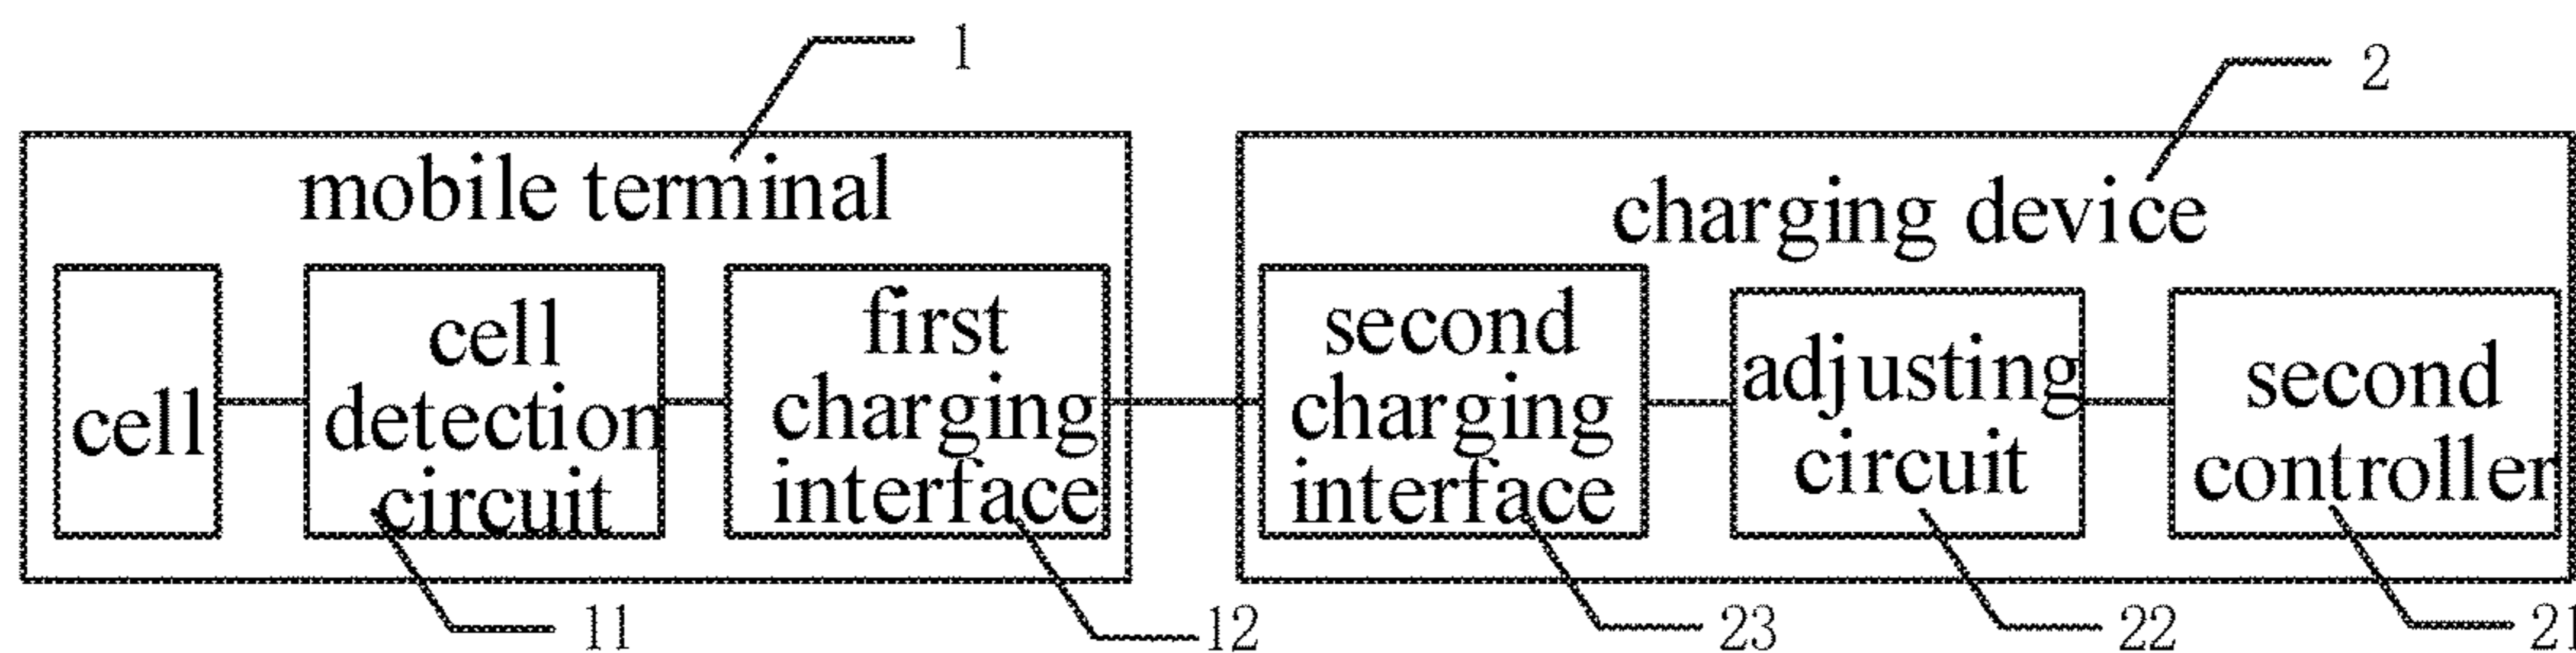 1
2
mobile terminal
charging device
cell
cell
detection
circuit
first
charging
interface
second
charging
interface
adjusting
circuit
second
controller
11
12
23
22
21